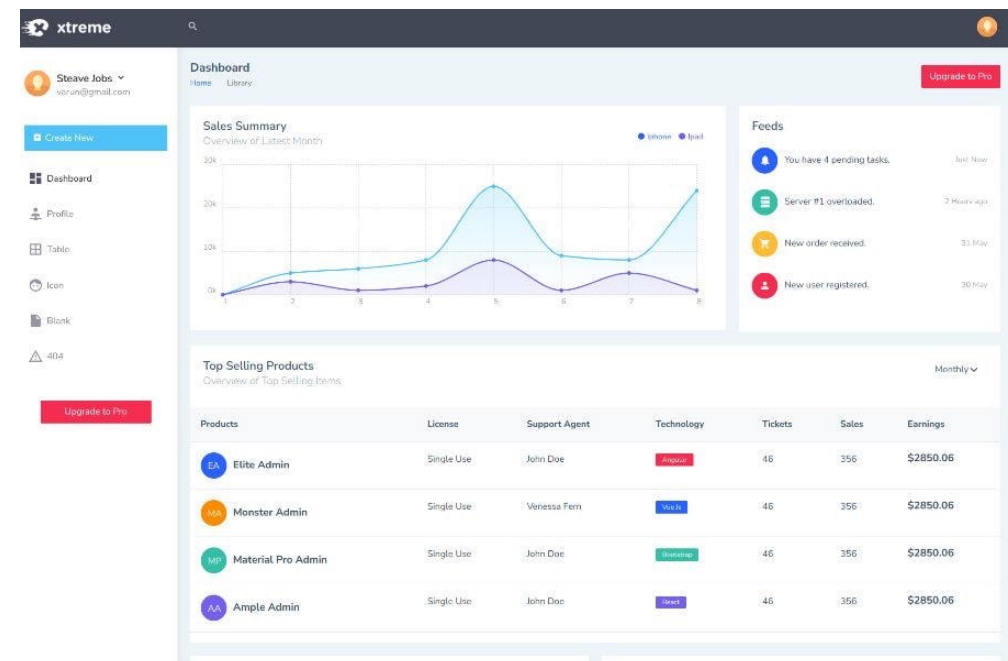 xtreme
Steave Jobs
varun@gmail.com
Create New
Dashboard
Profile
Table
Icon
Blank
404
Upgrade to Pro
Dashboard
Home Library
Upgrade to Pro
Sales Summary
Overview of Latest Month
Iphone Ipad
30k
20k
10k
0k
1 2 3 4 5 6 7 8
Feeds
You have 4 pending tasks. Just Now
Server #1 overloaded. 2 Hours ago
New order received. 31 May
New user registered. 30 May
Top Selling Products
Overview of Top Selling Items
Monthly
Products License Support Agent Technology Tickets Sales Earnings
EA Elite Admin Single Use John Doe Angular 46 356 $2850.06
MA Monster Admin Single Use Venessa Fern Vue Js 46 356 $2850.06
MP Material Pro Admin Single Use John Doe Bootstrap 46 356 $2850.06
AA Ample Admin Single Use John Doe React 46 356 $2850.06